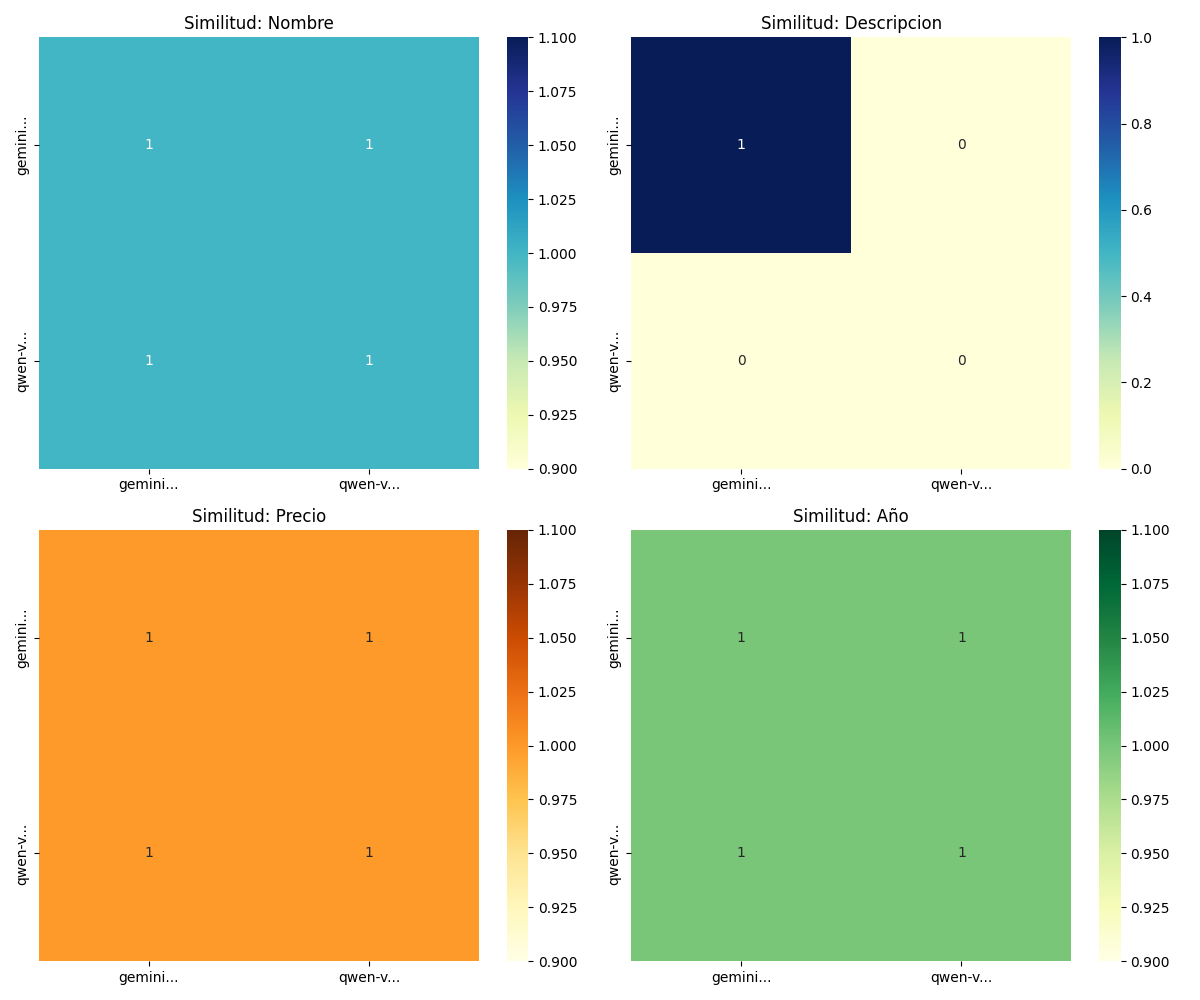 Similitud: Nombre
gemini...
qwen-v...
1 1
1 1
gemini... qwen-v...
1.100
1.075
1.050
1.025
1.000
0.975
0.950
0.925
0.900
Similitud: Descripcion
gemini...
qwen-v...
1 0
0 0
gemini... qwen-v...
1.0
0.8
0.6
0.4
0.2
0.0
Similitud: Precio
gemini...
qwen-v...
1 1
1 1
gemini... qwen-v...
1.100
1.075
1.050
1.025
1.000
0.975
0.950
0.925
0.900
Similitud: Año
gemini...
qwen-v...
1 1
1 1
gemini... qwen-v...
1.100
1.075
1.050
1.025
1.000
0.975
0.950
0.925
0.900